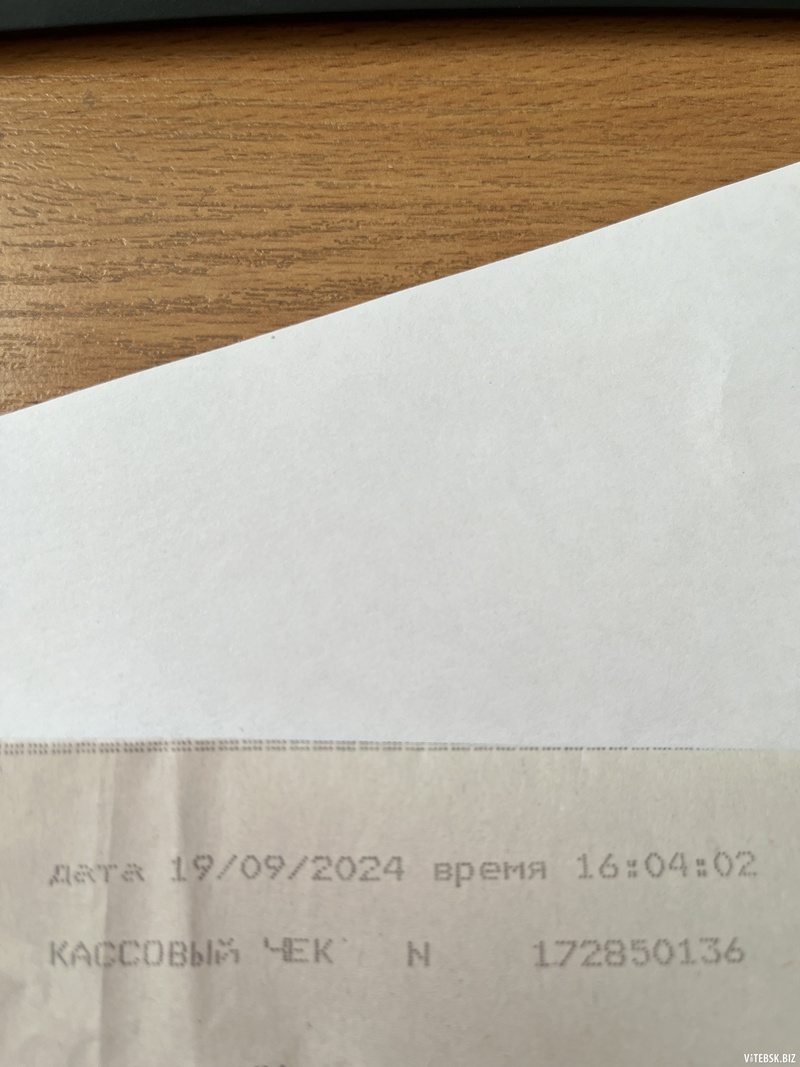 дата 19/09/2024 время 16:04:02
КАССОВЫЙ ЧЕК N 172850136
VITEBSK.BIZ